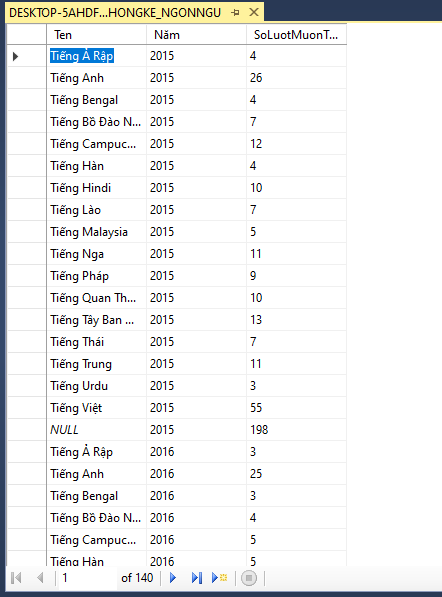 DESKTOP-5AHDF...HONGKE_NGONNGU
Ten Năm SoLuotMuonT...
Tiếng Ả Rập 2015 4
Tiếng Anh 2015 26
Tiếng Bengal 2015 4
Tiếng Bồ Đào N... 2015 7
Tiếng Campuc... 2015 12
Tiếng Hàn 2015 4
Tiếng Hindi 2015 10
Tiếng Lào 2015 7
Tiếng Malaysia 2015 5
Tiếng Nga 2015 11
Tiếng Pháp 2015 9
Tiếng Quan Th... 2015 10
Tiếng Tây Ban ... 2015 13
Tiếng Thái 2015 7
Tiếng Trung 2015 11
Tiếng Urdu 2015 3
Tiếng Việt 2015 55
NULL 2015 198
Tiếng Ả Rập 2016 3
Tiếng Anh 2016 25
Tiếng Bengal 2016 3
Tiếng Bồ Đào N... 2016 4
Tiếng Campuc... 2016 5
Tiếng Hàn 2016 5
1 of 140